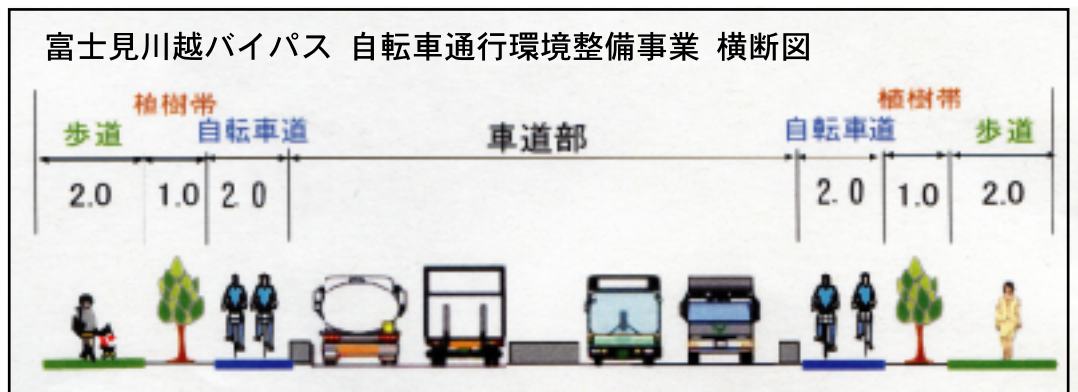 富士見川越バイパス 自転車通行環境整備事業 横断図
植樹帯 植樹帯
歩道 自転車道 車道部 自転車道 歩道
2.0 1.0 2.0 2.0 1.0 2.0